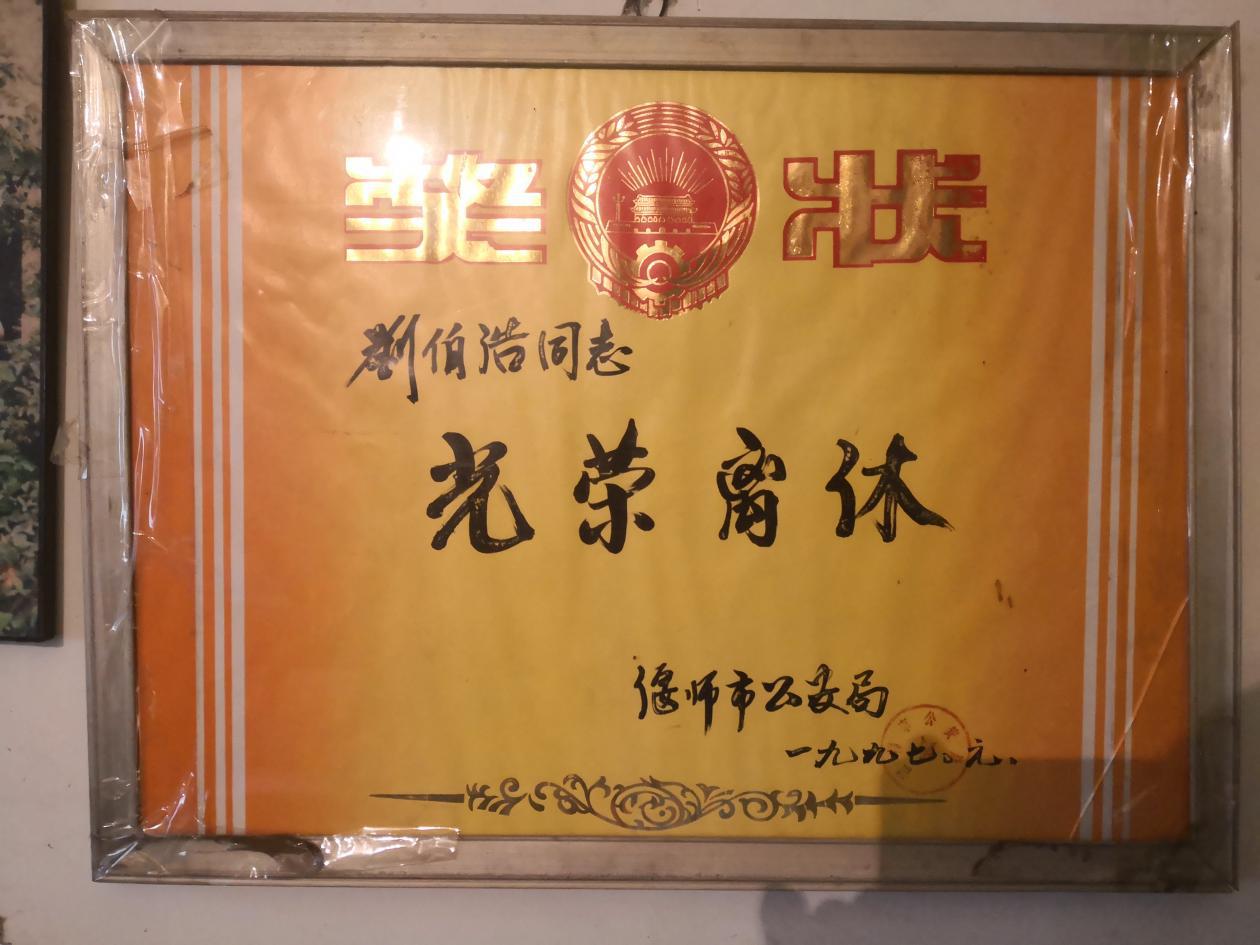 奖状
劉伯浩同志
光荣离休
偃师市公安局
一九九七.元.